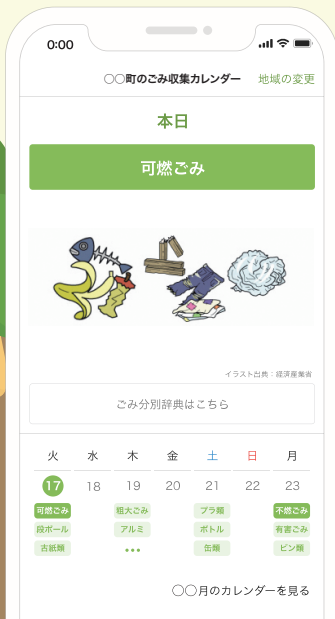 0:00
○○町のごみ収集カレンダー 地域の変更
本日
可燃ごみ
イラスト出典：経済産業省
ごみ分別辞典はこちら
火 水 木 金 土 日 月
17 18 19 20 21 22 23
可燃ごみ 粗大ごみ プラ類 不燃ごみ
段ボール アルミ ボトル 有害ごみ
古紙類 ••• 缶類 ビン類
○○月のカレンダーを見る